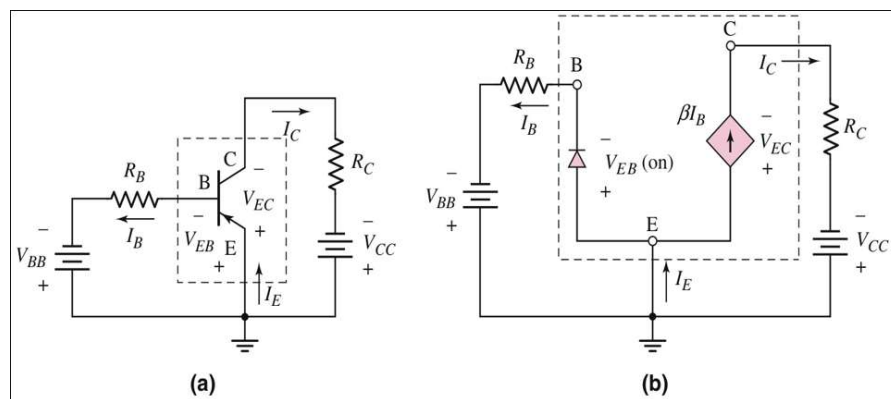 C
I_C
−
R_B
B
V_EC
R_C
−
V_BB
+
I_B
−
V_EB
+
E
+
−
V_CC
+
I_E
(a)
R_B
B
I_B
−
V_EB (on)
+
C
I_C
βI_B
−
V_EC
+
R_C
−
V_BB
+
E
−
V_CC
+
I_E
(b)